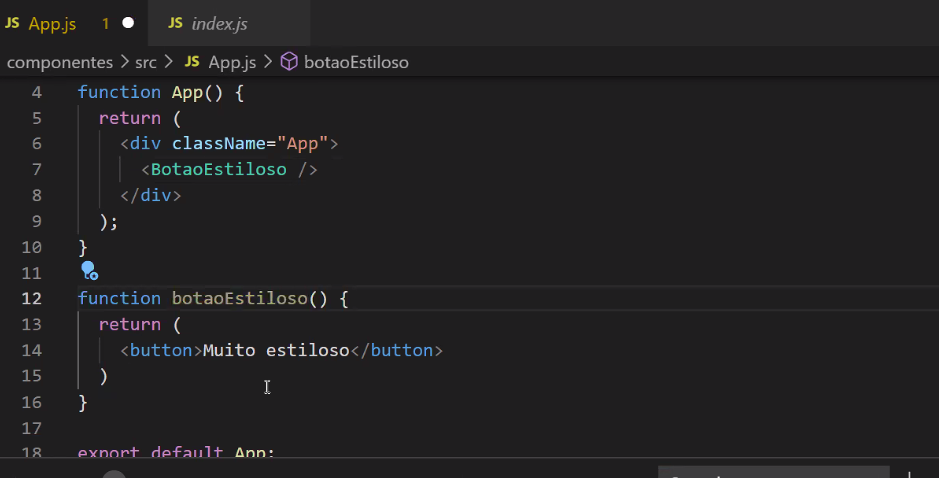 JS App.js 1 JS index.js
componentes > src > JS App.js > botaoEstiloso
4 function App() {
5 return (
6 <div className="App">
7 <BotaoEstiloso />
8 </div>
9 );
10 }
11
12 function botaoEstiloso() {
13 return (
14 <button>Muito estiloso</button>
15 )
16 }
17
18 export default App;